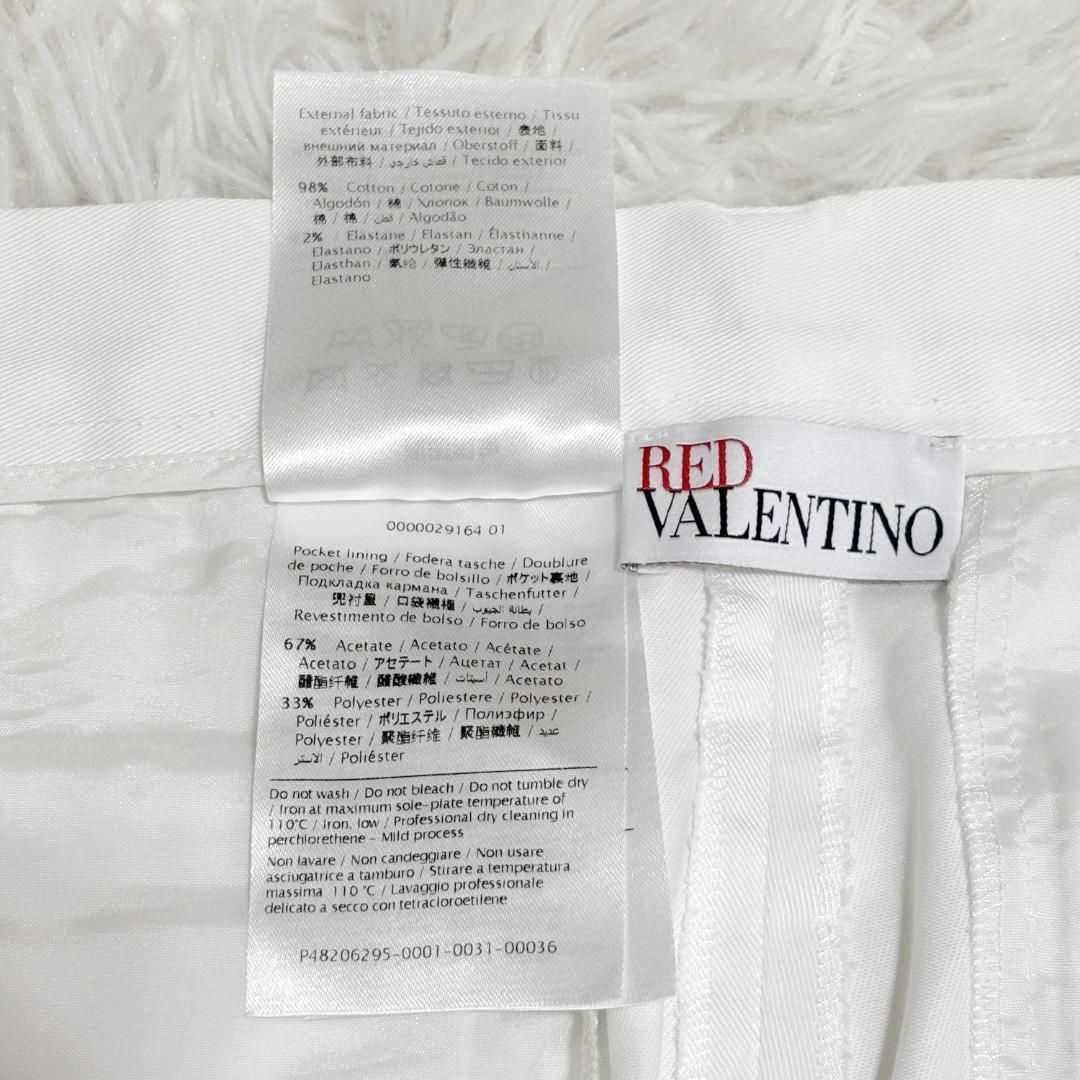 External fabric / Tessuto esterno / Tissu
extérieur / Tejido exterior / 表地 /
внешний материал / Oberstoff / 面料 /
外部布料 / قماش خارجي / Tecido exterior
98% Cotton / Cotone / Coton /
Algodón / 綿 / Хлопок / Baumwolle /
棉 / 棉 / قطن / Algodão
2% Elastane / Elastan / Élasthanne /
Elastano / ポリウレタン / Эластан /
Elasthan / 氨纶 / 彈性纖維 / الأستان /
Elastano
RED
VALENTINO
0000029164 01
Pocket lining / Fodera tasche / Doublure
de poche / Forro de bolsillo / ポケット裏地 /
Подкладка кармана / Taschenfutter /
兜衬里 / 口袋襯裡 / بطانة الجيوب /
Revestimento de bolso / Forro de bolso
67% Acetate / Acetato / Acétate /
Acetato / アセテート / Ацетат / Acetat /
醋酯纤维 / 醋酸纖維 / أسيتات / Acetato
33% Polyester / Poliestere / Polyester /
Poliéster / ポリエステル / Полиэфир /
Polyester / 聚酯纤维 / 聚酯纖維 / عديد
الاستر / Poliéster
Do not wash / Do not bleach / Do not tumble dry
/ Iron at maximum sole-plate temperature of
110°C / Iron, low / Professional dry cleaning in
perchlorethene - Mild process
Non lavare / Non candeggiare / Non usare
asciugatrice a tamburo / Stirare a temperatura
massima 110 °C / Lavaggio professionale
delicato a secco con tetracloroetilene
P48206295-0001-0031-00036